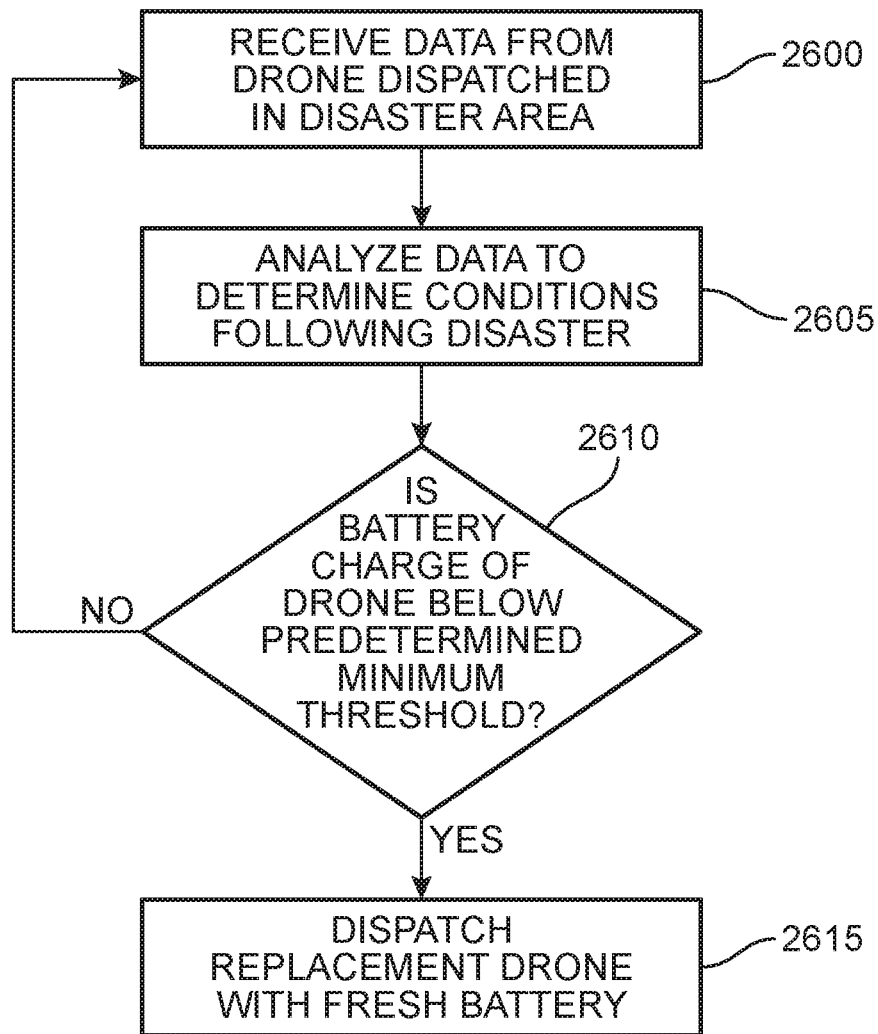 RECEIVE DATA FROM
DRONE DISPATCHED
IN DISASTER AREA
2600
ANALYZE DATA TO
DETERMINE CONDITIONS
FOLLOWING DISASTER
2605
2610
IS
BATTERY
CHARGE OF
DRONE BELOW
PREDETERMINED
MINIMUM
THRESHOLD?
NO
YES
DISPATCH
REPLACEMENT DRONE
WITH FRESH BATTERY
2615